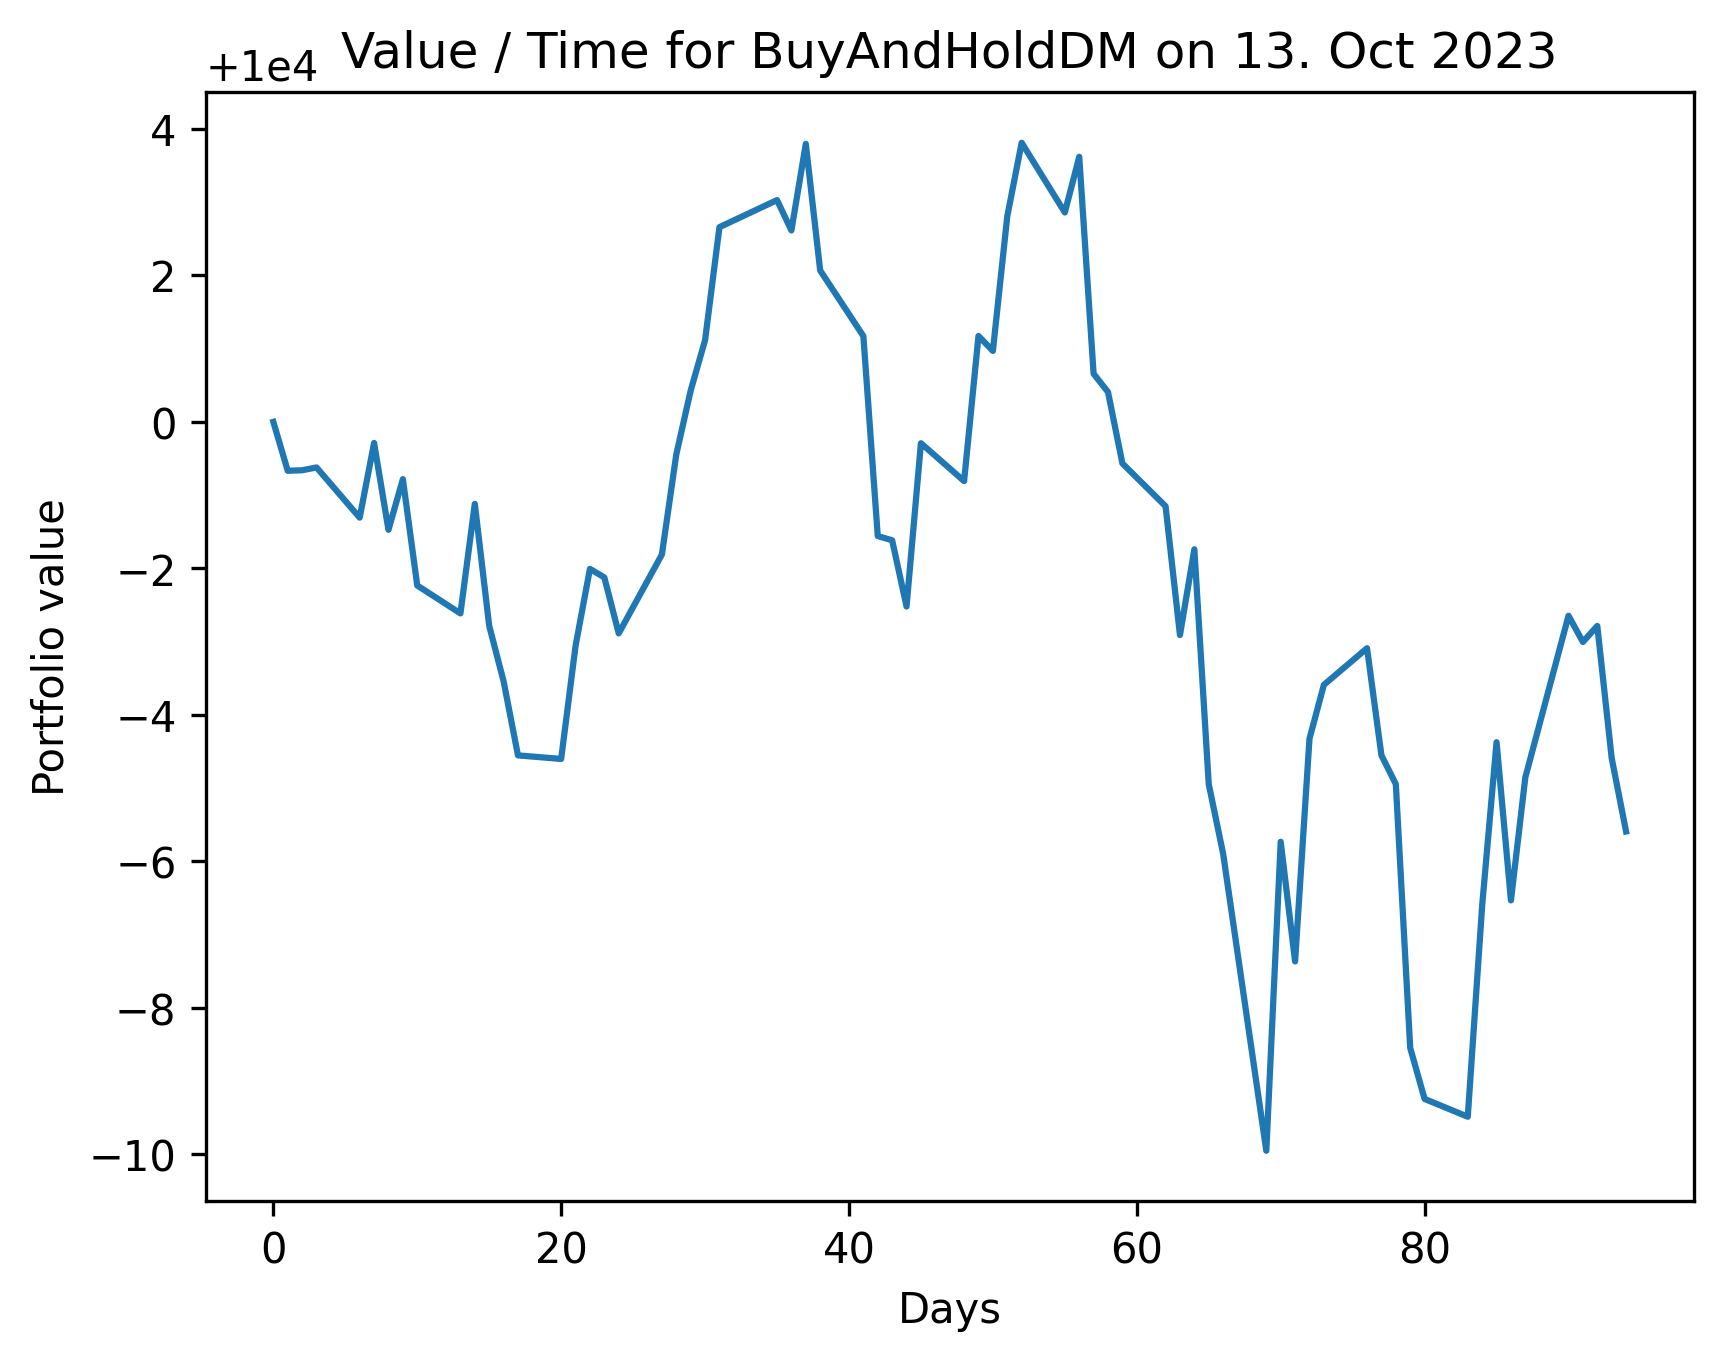 Value / Time for BuyAndHoldDM on 13. Oct 2023
+1e4
4
2
0
−2
−4
−6
−8
−10
Portfolio value
0 20 40 60 80
Days